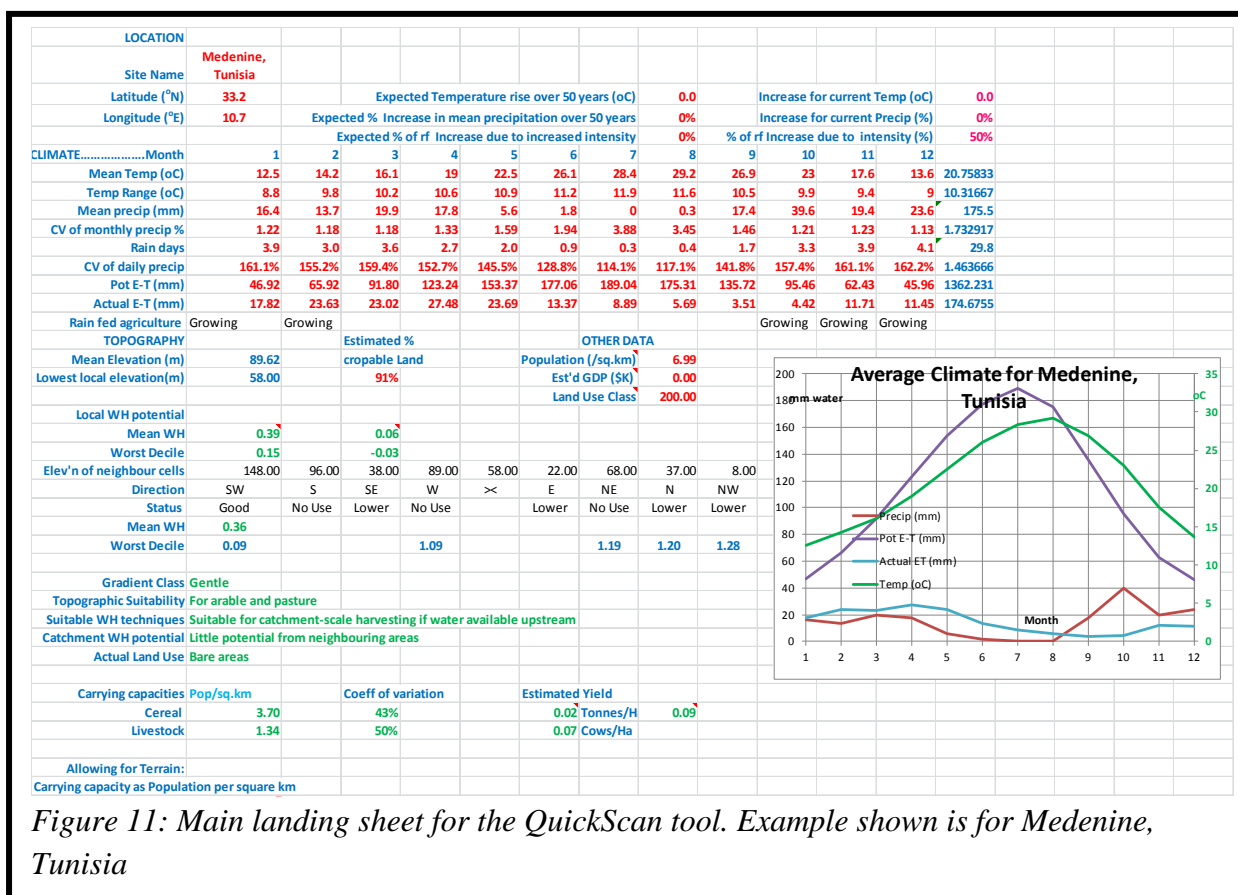 LOCATION
Medenine,
Site Name Tunisia
Latitude (°N) 33.2 Expected Temperature rise over 50 years (oC) 0.0 Increase for current Temp (oC) 0.0
Longitude (°E) 10.7 Expected % Increase in mean precipitation over 50 years 0% Increase for current Precip (%) 0%
Expected % of rf Increase due to increased intensity 0% % of rf Increase due to intensity (%) 50%
CLIMATE………………..Month 1 2 3 4 5 6 7 8 9 10 11 12
Mean Temp (oC) 12.5 14.2 16.1 19 22.5 26.1 28.4 29.2 26.9 23 17.6 13.6 20.75833
Temp Range (oC) 8.8 9.8 10.2 10.6 10.9 11.2 11.9 11.6 10.5 9.9 9.4 9 10.31667
Mean precip (mm) 16.4 13.7 19.9 17.8 5.6 1.8 0 0.3 17.4 39.6 19.4 23.6 175.5
CV of monthly precip % 1.22 1.18 1.18 1.33 1.59 1.94 3.88 3.45 1.46 1.21 1.23 1.13 1.732917
Rain days 3.9 3.0 3.6 2.7 2.0 0.9 0.3 0.4 1.7 3.3 3.9 4.1 29.8
CV of daily precip 161.1% 155.2% 159.4% 152.7% 145.5% 128.8% 114.1% 117.1% 141.8% 157.4% 161.1% 162.2% 1.463666
Pot E-T (mm) 46.92 65.92 91.80 123.24 153.37 177.06 189.04 175.31 135.72 95.46 62.43 45.96 1362.231
Actual E-T (mm) 17.82 23.63 23.02 27.48 23.69 13.37 8.89 5.69 3.51 4.42 11.71 11.45 174.6755
Rain fed agriculture Growing Growing Growing Growing Growing
TOPOGRAPHY Estimated % OTHER DATA
Mean Elevation (m) 89.62 cropable Land Population (/sq.km) 6.99
Lowest local elevation(m) 58.00 91% Est'd GDP ($K) 0.00
Land Use Class 200.00
Local WH potential
Mean WH 0.39 0.06
Worst Decile 0.15 -0.03
Elev'n of neighbour cells 148.00 96.00 38.00 89.00 58.00 22.00 68.00 37.00 8.00
Direction SW S SE W >< E NE N NW
Status Good No Use Lower No Use Lower No Use Lower Lower
Mean WH 0.36
Worst Decile 0.09 1.09 1.19 1.20 1.28
Gradient Class Gentle
Topographic Suitability For arable and pasture
Suitable WH techniques Suitable for catchment-scale harvesting if water available upstream
Catchment WH potential Little potential from neighbouring areas
Actual Land Use Bare areas
Carrying capacities Pop/sq.km Coeff of variation Estimated Yield
Cereal 3.70 43% 0.02 Tonnes/H 0.09
Livestock 1.34 50% 0.07 Cows/Ha
Allowing for Terrain:
Carrying capacity as Population per square km
Average Climate for Medenine,
Tunisia
mm water
oC
200 35
180
160 30
140 25
120
100 20
80 15
60
40 10
20 5
0 0
Precip (mm)
Pot E-T (mm)
Actual ET (mm)
Temp (oC)
Month
1 2 3 4 5 6 7 8 9 10 11 12
Figure 11: Main landing sheet for the QuickScan tool. Example shown is for Medenine,
Tunisia